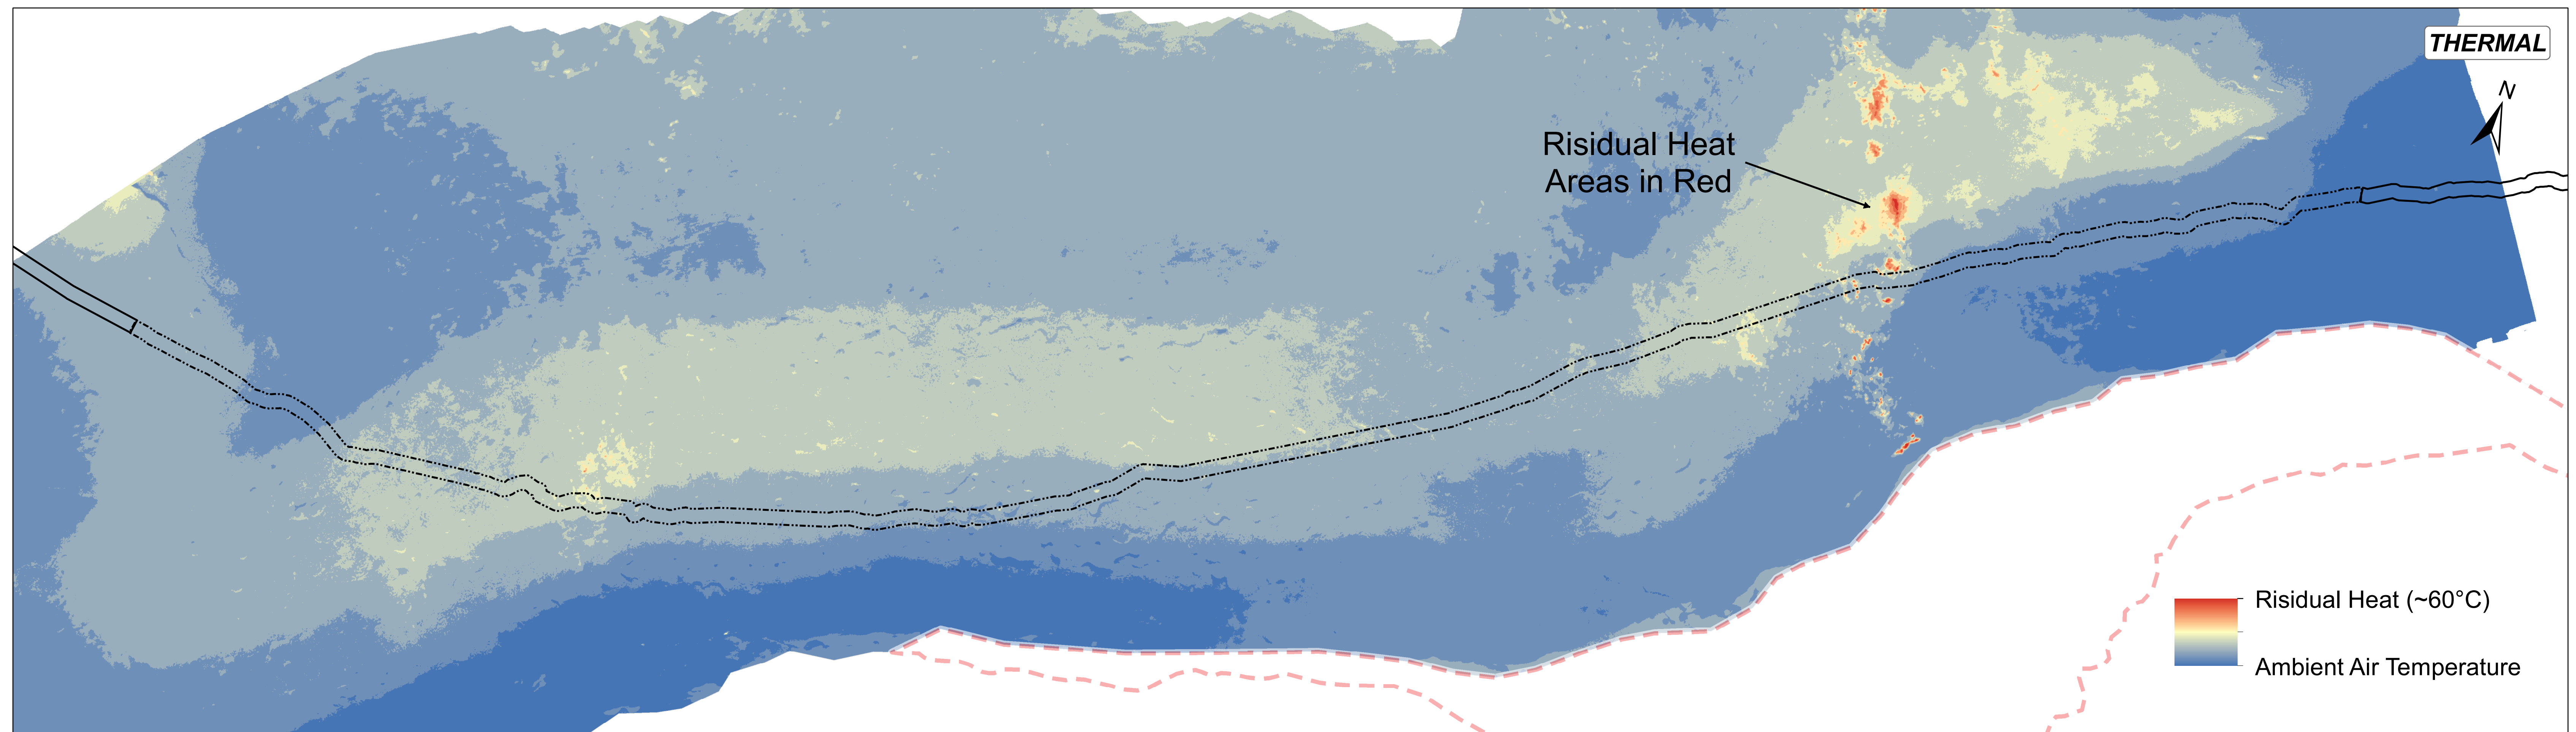 THERMAL
N
Risidual Heat
Areas in Red
Risidual Heat (~60°C)
Ambient Air Temperature